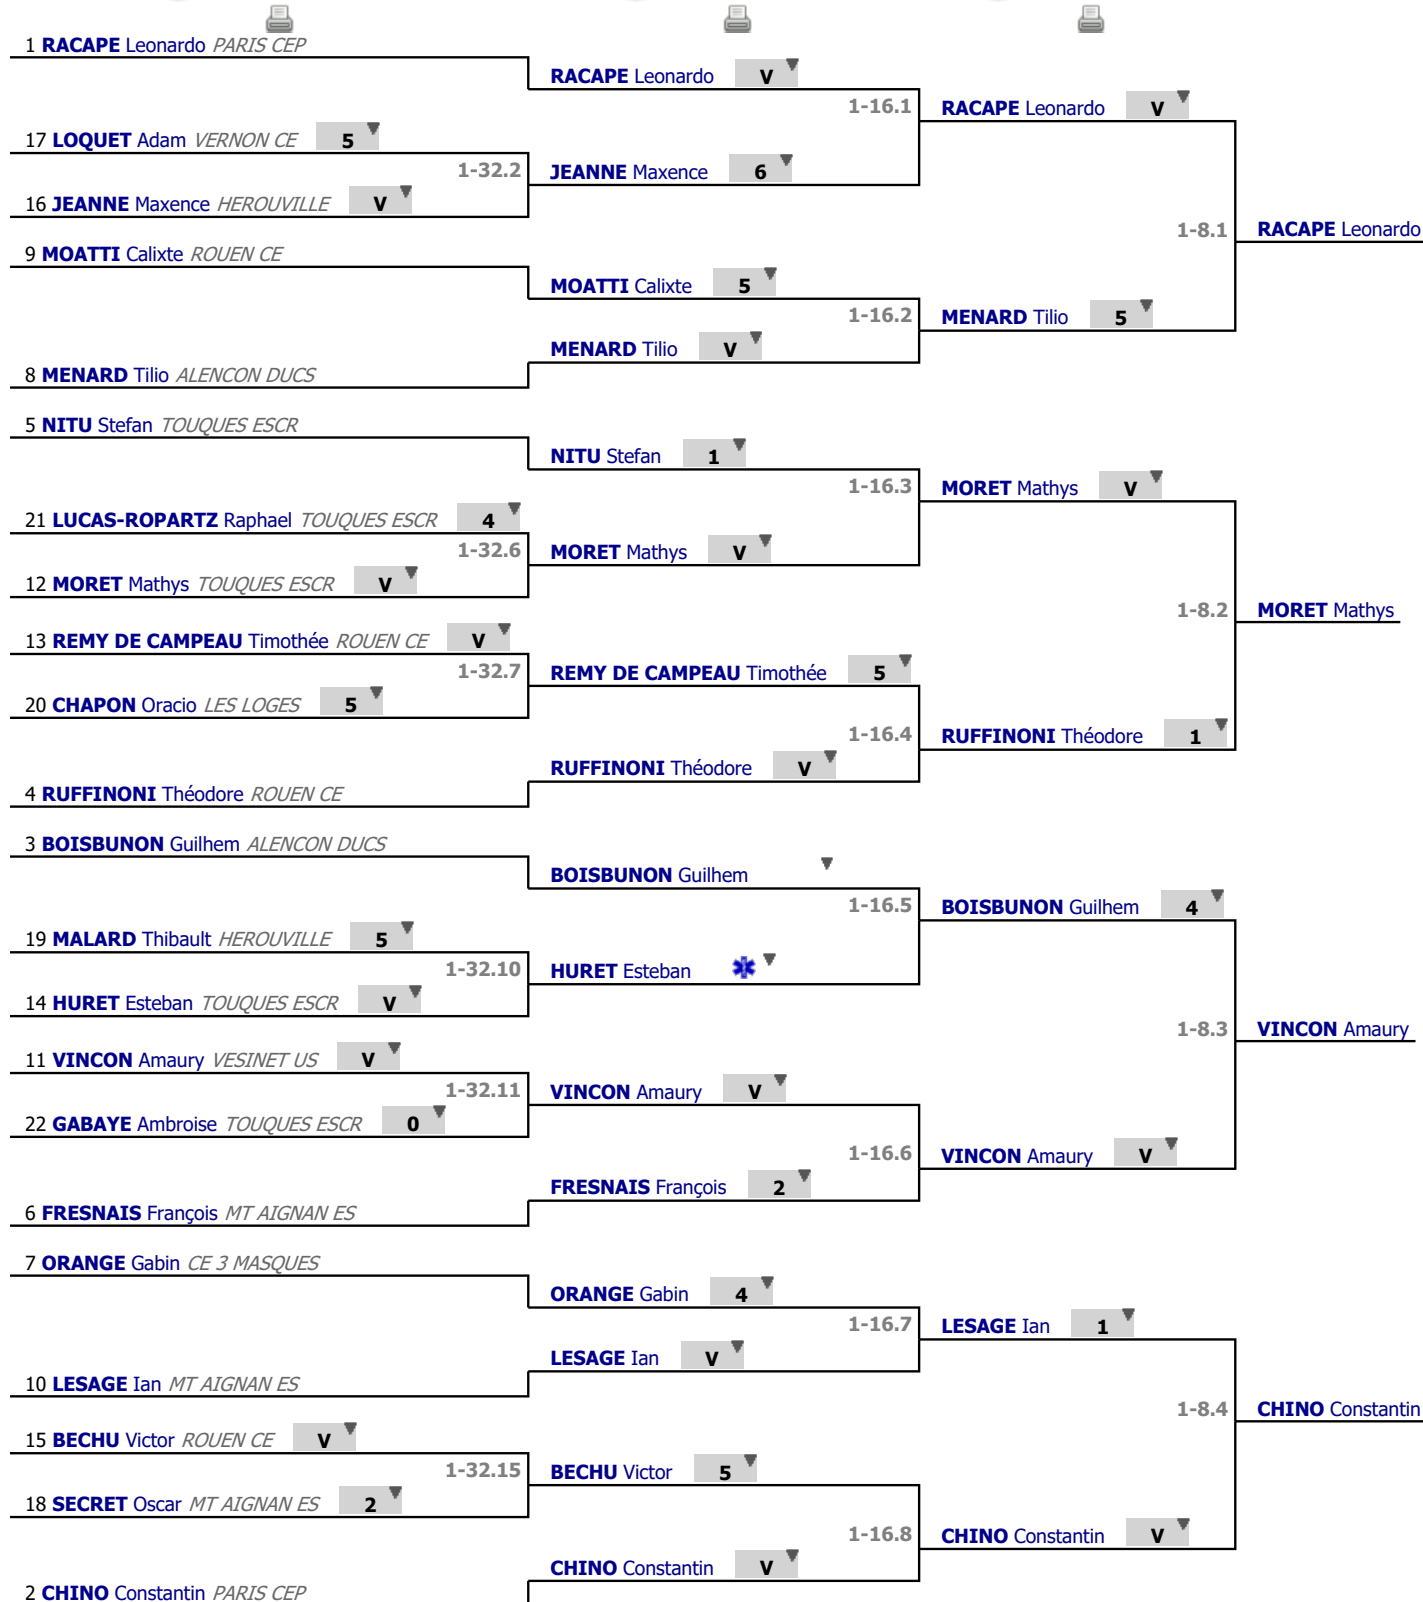 1 RACAPE Leonardo PARIS CEP
RACAPE Leonardo V
1-16.1
RACAPE Leonardo V
17 LOQUET Adam VERNON CE 5
1-32.2
JEANNE Maxence 6
16 JEANNE Maxence HEROUVILLE V
1-8.1
RACAPE Leonardo
9 MOATTI Calixte ROUEN CE
MOATTI Calixte 5
1-16.2
MENARD Tilio 5
MENARD Tilio V
8 MENARD Tilio ALENCON DUCS
5 NITU Stefan TOUQUES ESCR
NITU Stefan 1
1-16.3
MORET Mathys V
21 LUCAS-ROPARTZ Raphael TOUQUES ESCR 4
1-32.6
MORET Mathys V
12 MORET Mathys TOUQUES ESCR V
1-8.2
MORET Mathys
13 REMY DE CAMPEAU Timothée ROUEN CE V
1-32.7
REMY DE CAMPEAU Timothée 5
20 CHAPON Oracio LES LOGES 5
1-16.4
RUFFINONI Théodore 1
RUFFINONI Théodore V
4 RUFFINONI Théodore ROUEN CE
3 BOISBUNON Guilhem ALENCON DUCS
BOISBUNON Guilhem
1-16.5
BOISBUNON Guilhem 4
19 MALARD Thibault HEROUVILLE 5
1-32.10
HURET Esteban
14 HURET Esteban TOUQUES ESCR V
1-8.3
VINCON Amaury
11 VINCON Amaury VESINET US V
1-32.11
VINCON Amaury V
22 GABAYE Ambroise TOUQUES ESCR 0
1-16.6
VINCON Amaury V
FRESNAIS François 2
6 FRESNAIS François MT AIGNAN ES
7 ORANGE Gabin CE 3 MASQUES
ORANGE Gabin 4
1-16.7
LESAGE Ian 1
LESAGE Ian V
10 LESAGE Ian MT AIGNAN ES
1-8.4
CHINO Constantin
15 BECHU Victor ROUEN CE V
1-32.15
BECHU Victor 5
18 SECRET Oscar MT AIGNAN ES 2
1-16.8
CHINO Constantin V
CHINO Constantin V
2 CHINO Constantin PARIS CEP